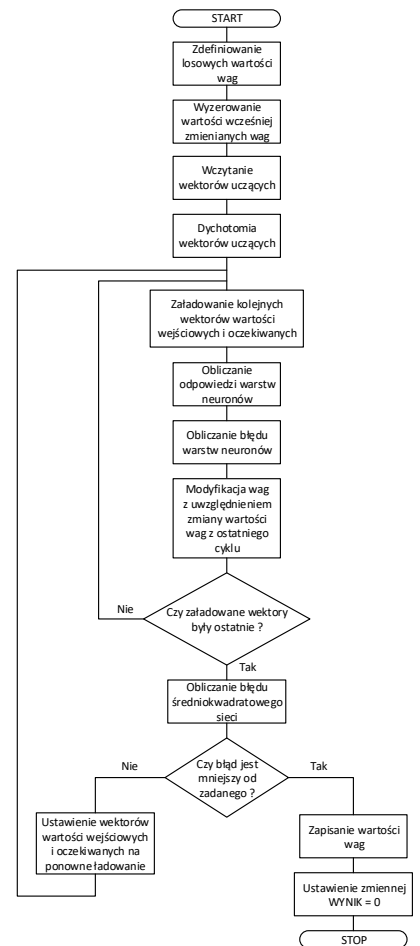 START
Zdefiniowanie
losowych wartości
wag
Wyzerowanie
wartości wcześniej
zmienianych wag
Wczytanie
wektorów uczących
Dychotomia
wektorów uczących
Załadowanie kolejnych
wektorów wartości
wejściowych i oczekiwanych
Obliczanie
odpowiedzi warstw
neuronów
Obliczanie błędu
warstw neuronów
Modyfikacja wag
z uwzględnieniem
zmiany wartości
wag z ostatniego
cyklu
Nie
Czy załadowane wektory
były ostatnie ?
Tak
Obliczanie błędu
średniokwadratowego
sieci
Nie
Czy błąd jest
mniejszy od
zadanego ?
Tak
Ustawienie wektorów
wartości wejściowych
i oczekiwanych na
ponowne ładowanie
Zapisanie wartości
wag
Ustawienie zmiennej
WYNIK = 0
STOP